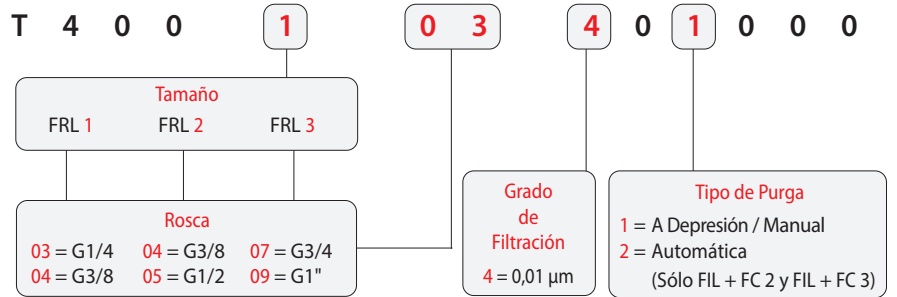 T 4 0 0 1 0 3 4 0 1 0 0 0
Tamaño
FRL 1 FRL 2 FRL 3
Rosca
03 = G1/4 04 = G3/8 07 = G3/4
04 = G3/8 05 = G1/2 09 = G1"
Grado
de
Filtración
4 = 0,01 µm
Tipo de Purga
1 = A Depresión / Manual
2 = Automática
(Sólo FIL + FC 2 y FIL + FC 3)